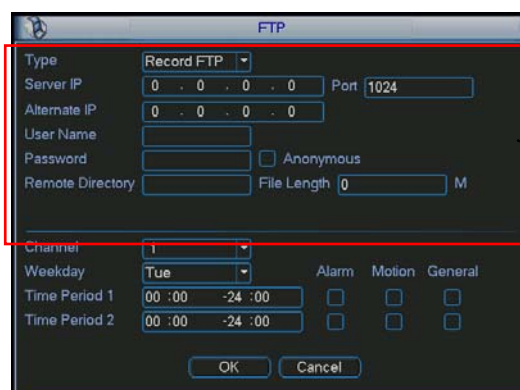 FTP
Type Record FTP
Server IP 0 . 0 . 0 . 0 Port 1024
Alternate IP 0 . 0 . 0 . 0
User Name
Password Anonymous
Remote Directory File Length 0 M
Channel 1
Weekday Tue Alarm Motion General
Time Period 1 00 :00 -24 :00
Time Period 2 00 :00 -24 :00
OK Cancel